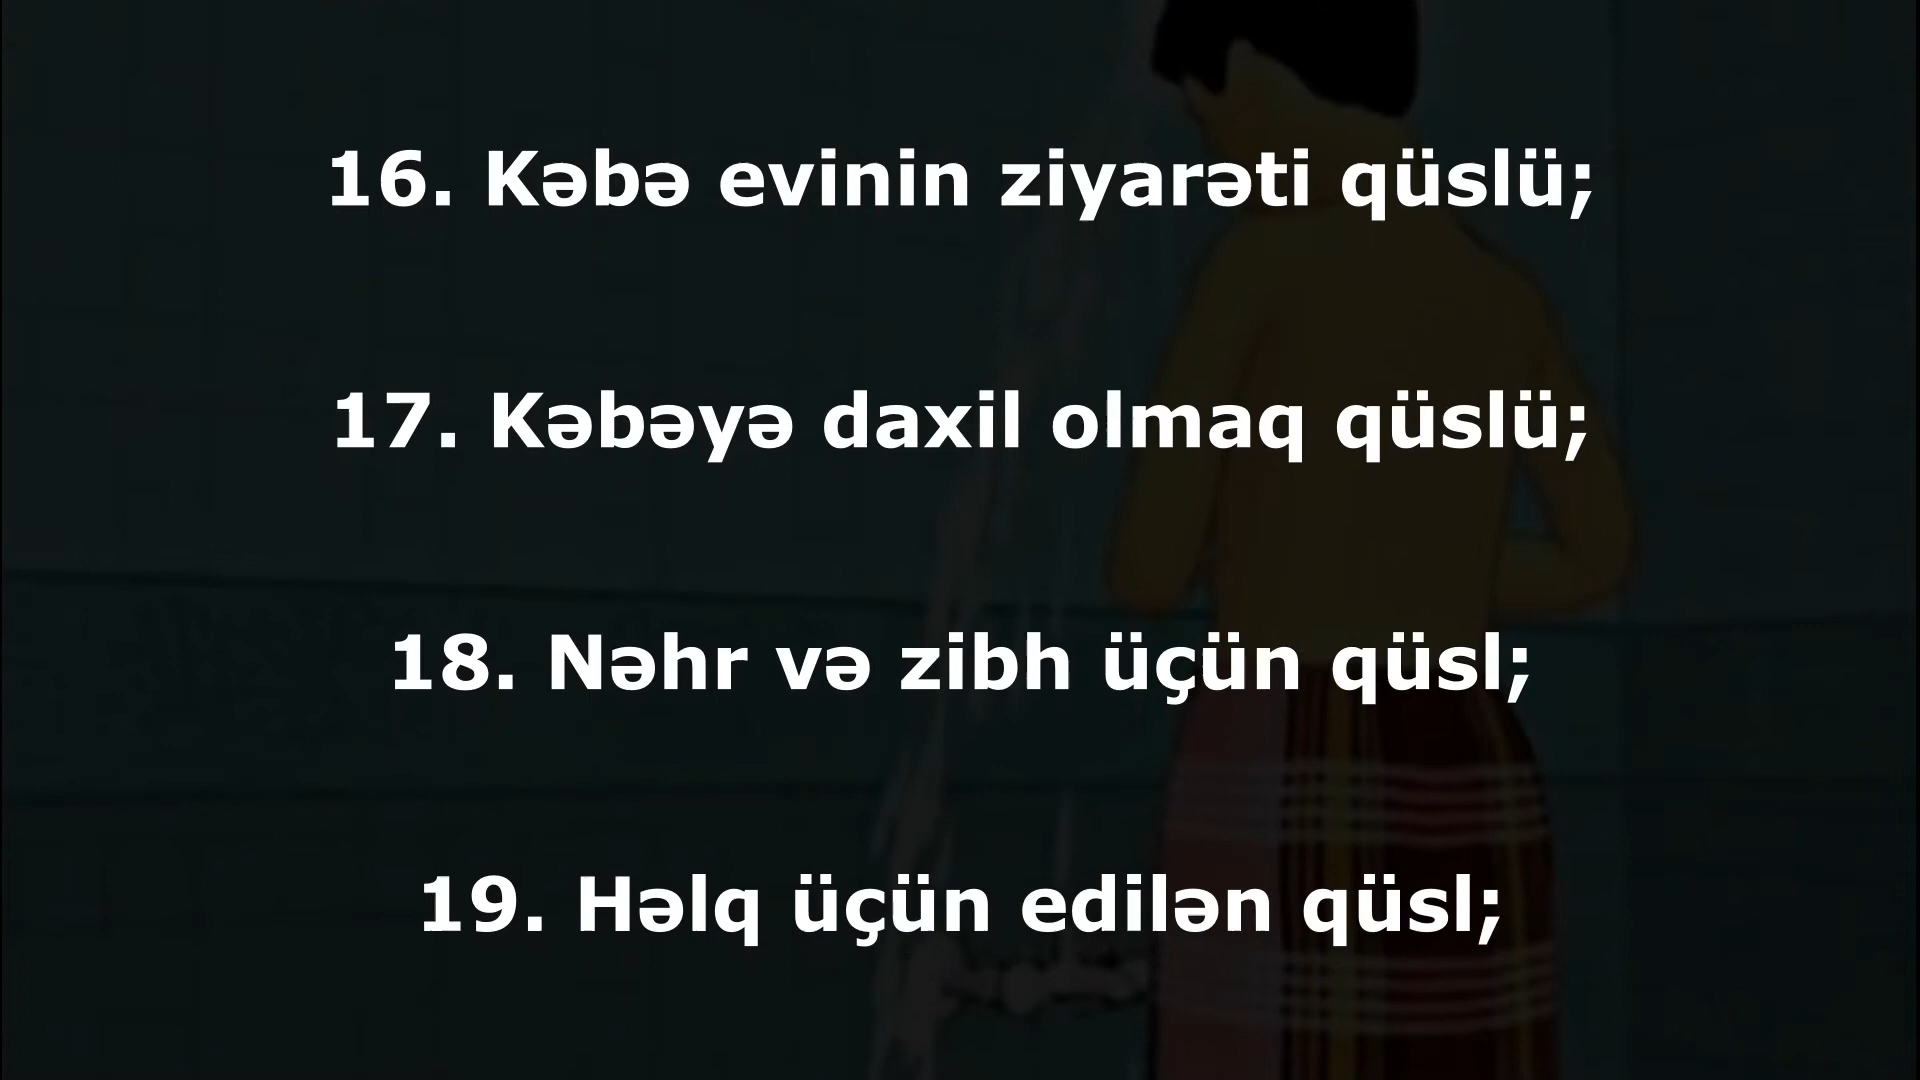 16. Kəbə evinin ziyarəti qüslü;
17. Kəbəyə daxil olmaq qüslü;
18. Nəhr və zibh üçün qüsl;
19. Həlq üçün edilən qüsl;